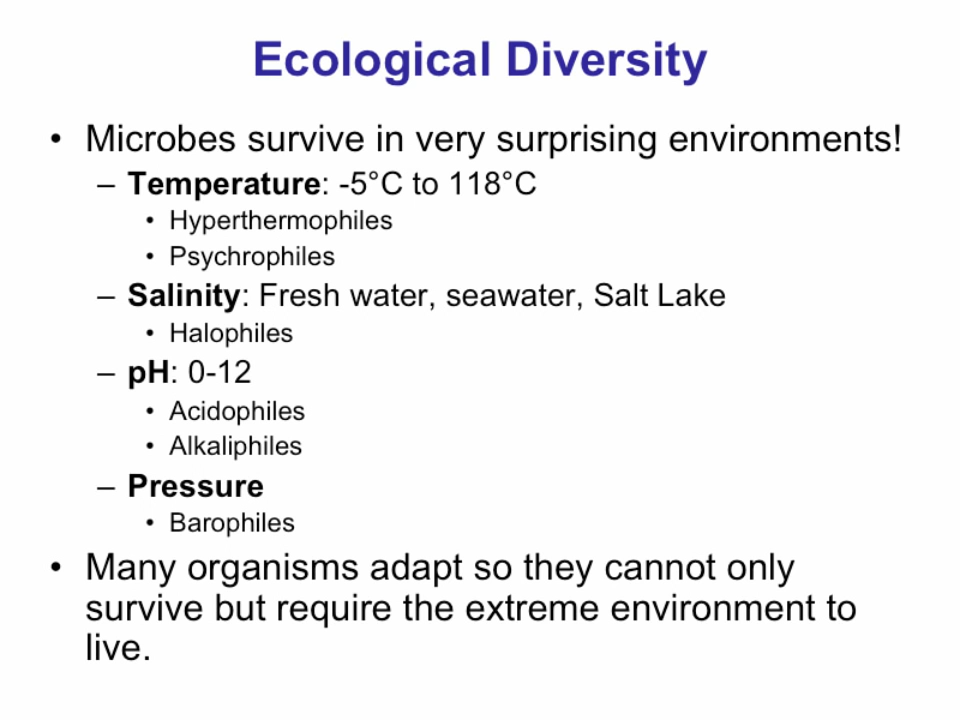 Ecological Diversity
• Microbes survive in very surprising environments!
– Temperature: -5°C to 118°C
• Hyperthermophiles
• Psychrophiles
– Salinity: Fresh water, seawater, Salt Lake
• Halophiles
– pH: 0-12
• Acidophiles
• Alkaliphiles
– Pressure
• Barophiles
• Many organisms adapt so they cannot only
survive but require the extreme environment to
live.